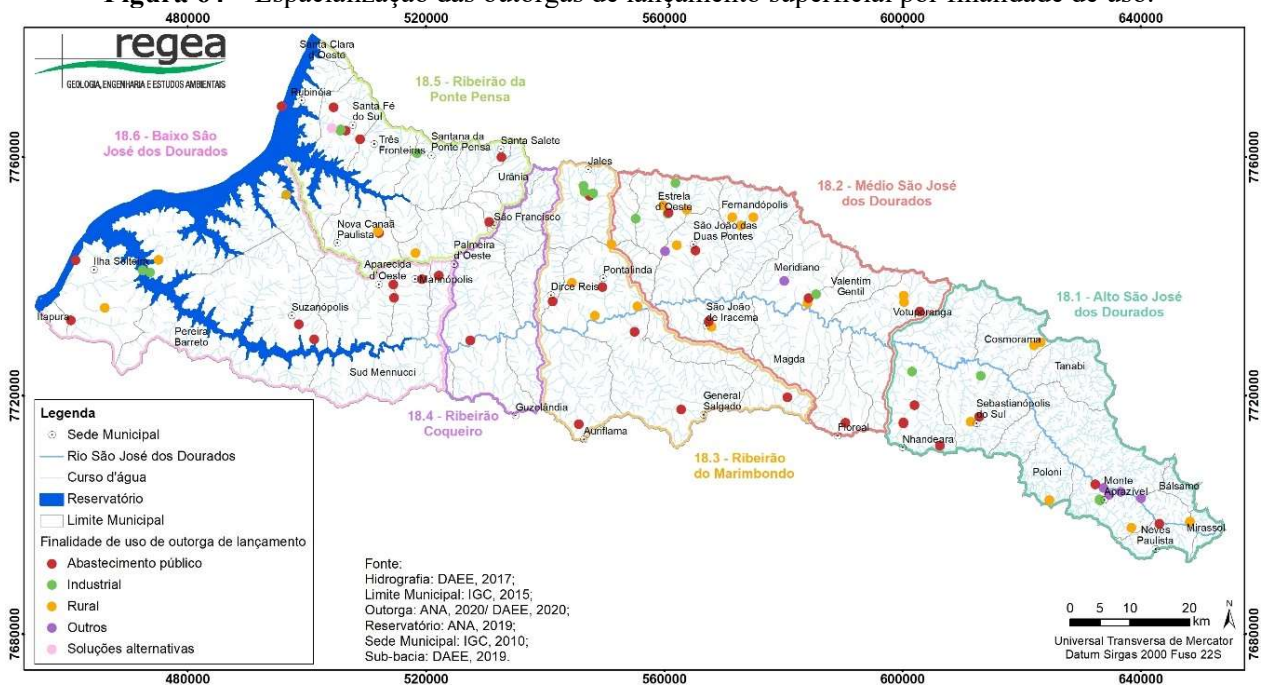 Espacialização das outorgas de lançamento superficial por finalidade de uso.
480000
520000
560000
600000
640000
regea
GEOLOGIA, ENGENHARIA E ESTUDOS AMBIENTAIS
Santa Clara
d'Oeste
Rubinéia
18.5 - Ribeirão da
Ponte Pensa
Santa Fé
do Sul
18.6 - Baixo São
José dos Dourados
Três
Fronteiras
Santana da
Ponte Pensa
Santa Salete
7760000
7760000
Urânia
Jales
18.2 - Médio São José
dos Dourados
Estrela
d'Oeste
Fernandópolis
São João das
Duas Pontes
Nova Canaã
Paulista
São Francisco
Palmeira
d'Oeste
Ilha Solteira
Aparecida
d'Oeste
Marinópolis
Pontalinda
Dirce Reis
Meridiano
Valentim
Gentil
Suzanápolis
Itapura
Pereira
Barreto
São João
de Iracema
Votuporanga
18.1 - Alto São José
dos Dourados
Cosmorama
Tanabi
Magda
Sud Mennucci
7720000
7720000
18.4 - Ribeirão
Coqueiro
Guzolândia
General
Salgado
Sebastianópolis
do Sul
Auriflama
Floreal
Nhandeara
18.3 - Ribeirão
do Marimbondo
Poloni
Monte
Aprazível
Bálsamo
Neves
Paulista
Mirassol
Legenda
Sede Municipal
Rio São José dos Dourados
Curso d'água
Reservatório
Limite Municipal
Finalidade de uso de outorga de lançamento
Abastecimento público
Industrial
Rural
Outros
Soluções alternativas
Fonte:
Hidrografia: DAEE, 2017;
Limite Municipal: IGC, 2015;
Outorga: ANA, 2020/ DAEE, 2020;
Reservatório: ANA, 2019;
Sede Municipal: IGC, 2010;
Sub-bacia: DAEE, 2019.
0 5 10 20
km
N
Universal Transversa de Mercator
Datum Sirgas 2000 Fuso 22S
7680000
7680000
480000
520000
560000
600000
640000